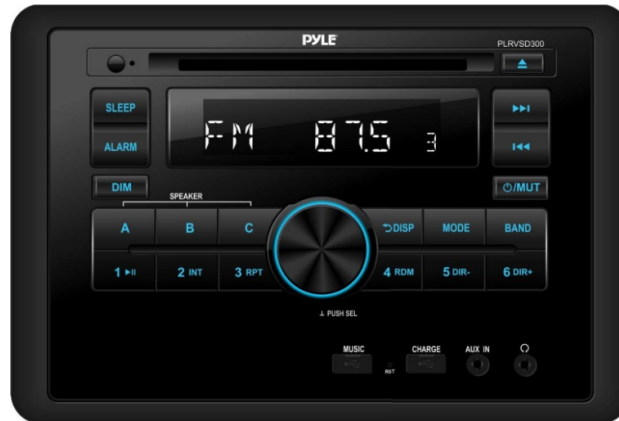 PYLE
PLRVSD300
SLEEP
FM 87.5 3
ALARM
DIM
SPEAKER
⏻/MUT
A B C
DISP MODE BAND
1 2 INT 3 RPT
4 RDM 5 DIR- 6 DIR+
PUSH SEL
MUSIC RST CHARGE AUX IN